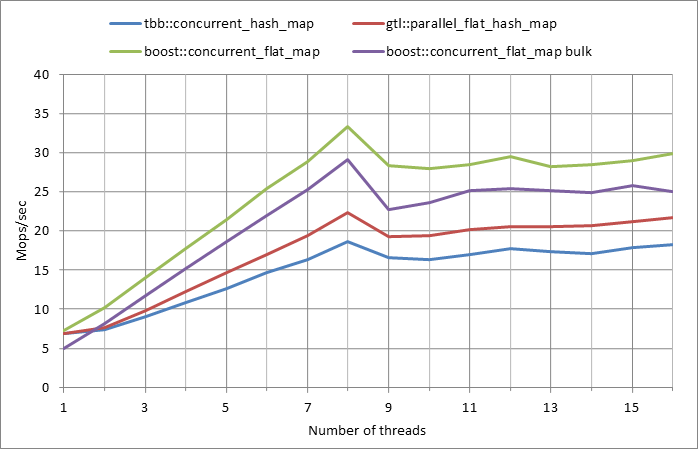 tbb::concurrent_hash_map
gtl::parallel_flat_hash_map
boost::concurrent_flat_map
boost::concurrent_flat_map bulk
40
35
30
25
20
15
10
5
0
Mops/sec
1
3
5
7
9
11
13
15
Number of threads